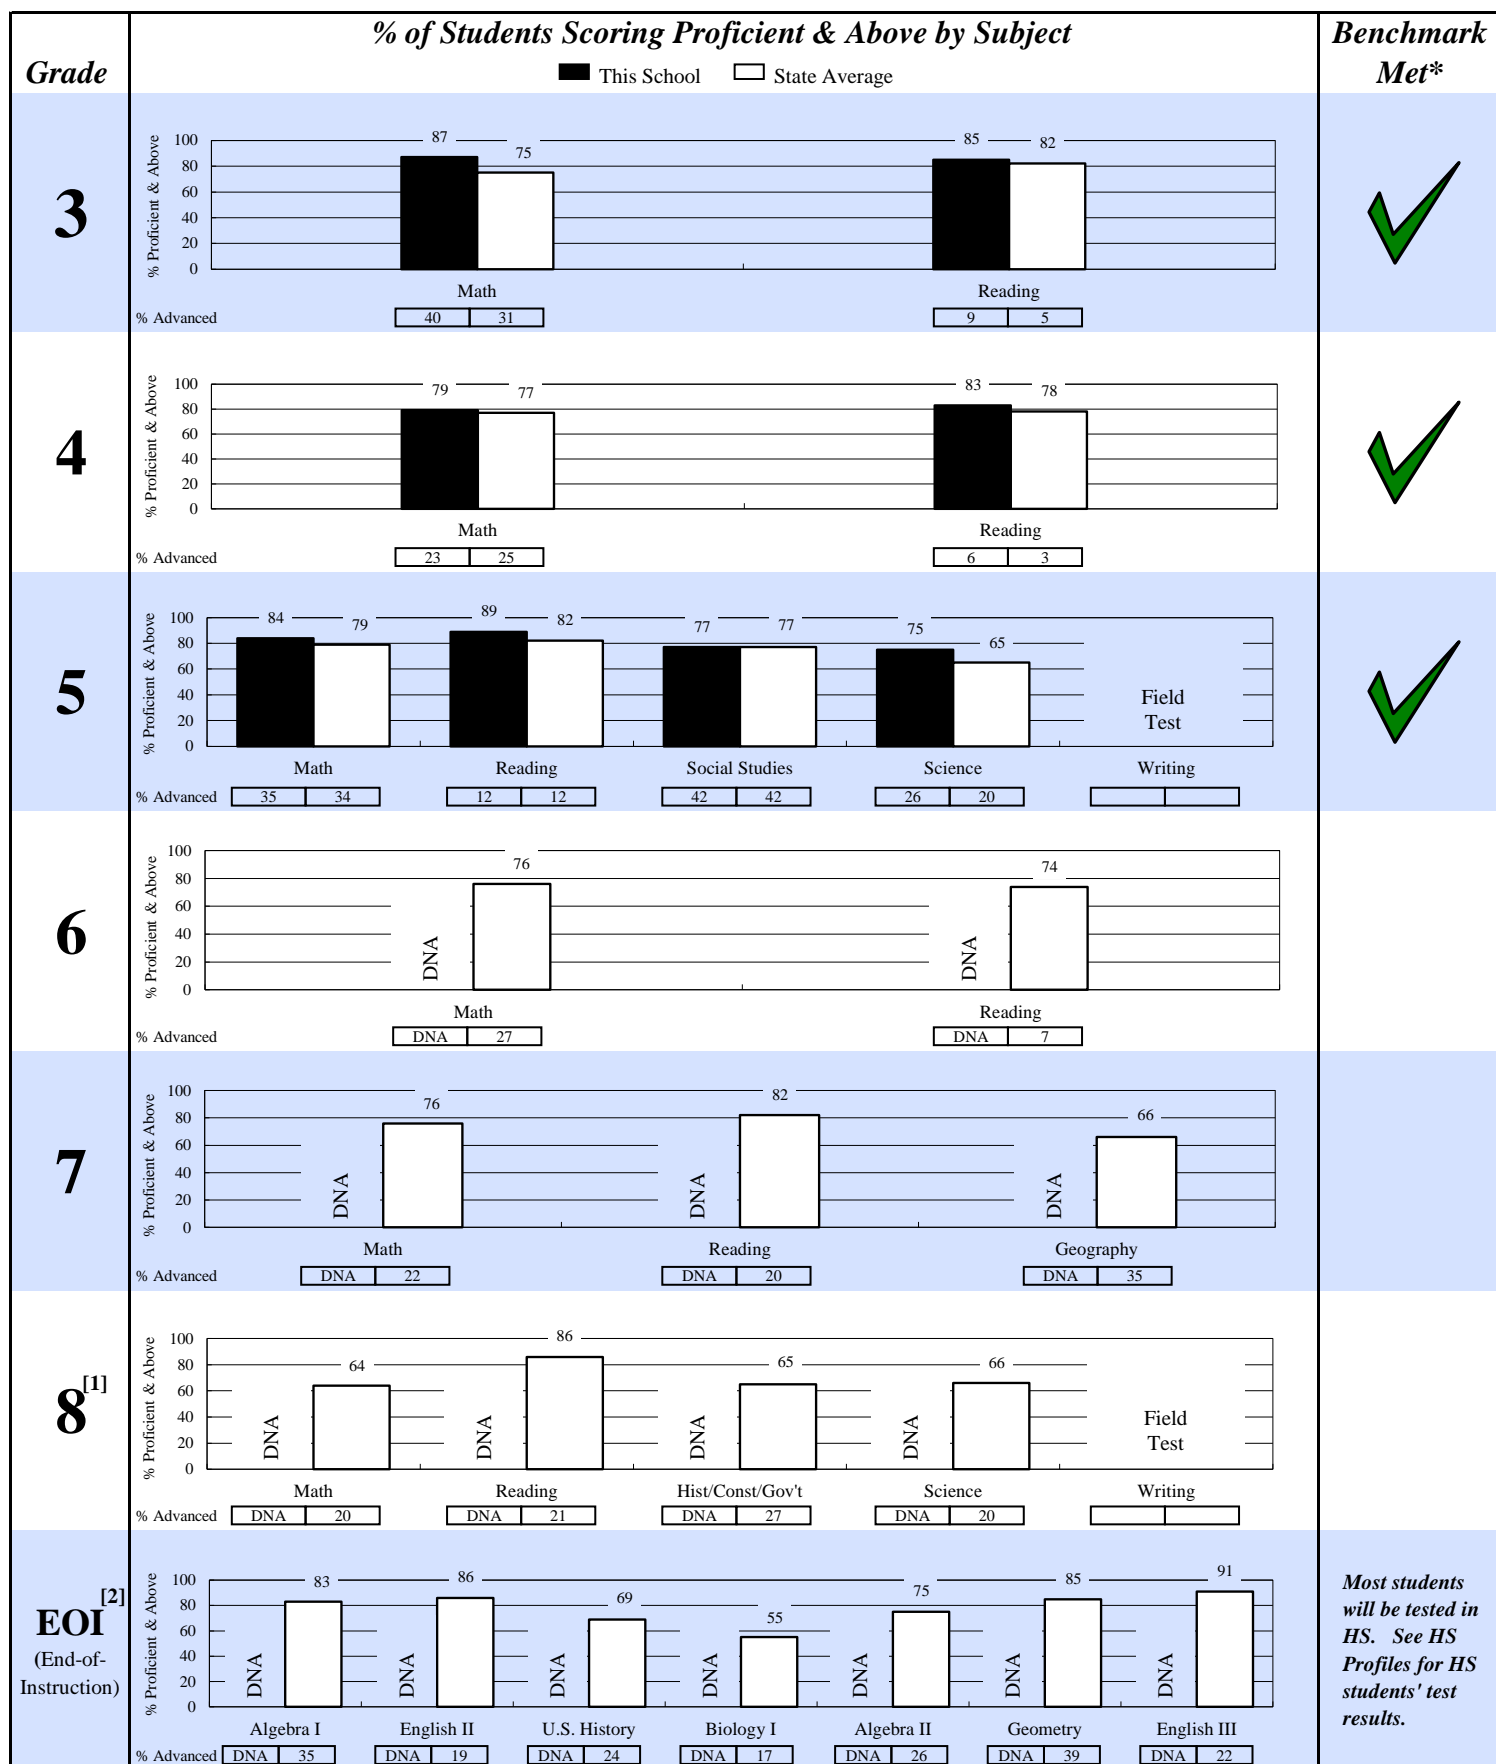 % of Students Scoring Proficient & Above by Subject
Benchmark
Met*
Grade
This School State Average
3
% Proficient & Above
100
80
60
40
20
0
87 75 85 82
Math Reading
% Advanced 40 31 9 5
4
% Proficient & Above
100
80
60
40
20
0
79 77 83 78
Math Reading
% Advanced 23 25 6 3
5
% Proficient & Above
100
80
60
40
20
0
84 79 89 82 77 77 75 65
Field
Test
Math Reading Social Studies Science Writing
% Advanced 35 34 12 12 42 42 26 20
6
% Proficient & Above
100
80
60
40
20
0
DNA 76 DNA 74
Math Reading
% Advanced DNA 27 DNA 7
7
% Proficient & Above
100
80
60
40
20
0
DNA 76 DNA 82 DNA 66
Math Reading Geography
% Advanced DNA 22 DNA 20 DNA 35
8[1]
% Proficient & Above
100
80
60
40
20
0
DNA 64 DNA 86 DNA 65 DNA 66
Field
Test
Math Reading Hist/Const/Gov't Science Writing
% Advanced DNA 20 DNA 21 DNA 27 DNA 20
EOI[2]
(End-of-
Instruction)
% Proficient & Above
100
80
60
40
20
0
DNA 83 DNA 86 DNA 69 DNA 55 DNA 75 DNA 85 DNA 91
Algebra I English II U.S. History Biology I Algebra II Geometry English III
% Advanced DNA 35 DNA 19 DNA 24 DNA 17 DNA 26 DNA 39 DNA 22
Most students
will be tested in
HS. See HS
Profiles for HS
students' test
results.